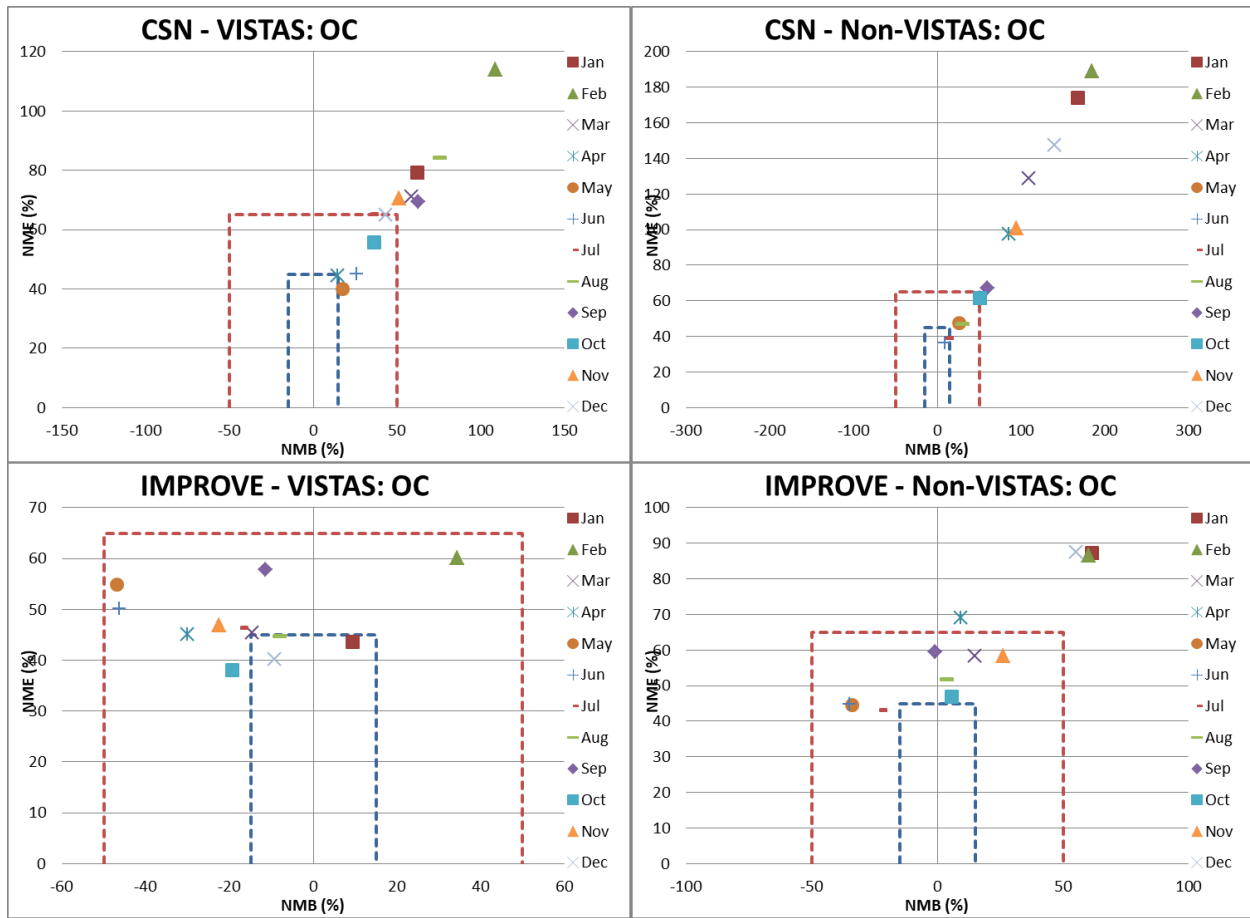 CSN - VISTAS: OC
NME (%)
120
100
80
60
40
20
0
-150 -100 -50 0 50 100 150
NMB (%)
Jan
Feb
Mar
Apr
May
Jun
Jul
Aug
Sep
Oct
Nov
Dec
CSN - Non-VISTAS: OC
NME (%)
200
180
160
140
120
100
80
60
40
20
0
-300 -200 -100 0 100 200 300
NMB (%)
Jan
Feb
Mar
Apr
May
Jun
Jul
Aug
Sep
Oct
Nov
Dec
IMPROVE - VISTAS: OC
NME (%)
70
60
50
40
30
20
10
0
-60 -40 -20 0 20 40 60
NMB (%)
Jan
Feb
Mar
Apr
May
Jun
Jul
Aug
Sep
Oct
Nov
Dec
IMPROVE - Non-VISTAS: OC
NME (%)
100
90
80
70
60
50
40
30
20
10
0
-100 -50 0 50 100
NMB (%)
Jan
Feb
Mar
Apr
May
Jun
Jul
Aug
Sep
Oct
Nov
Dec